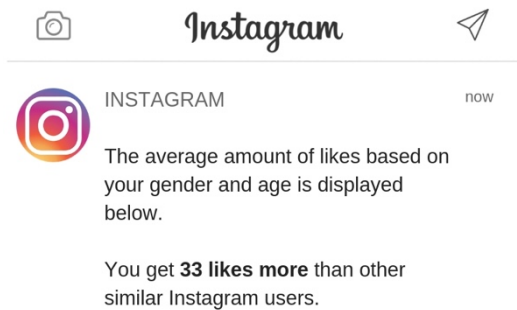 Instagram
INSTAGRAM now
The average amount of likes based on
your gender and age is displayed
below.
You get 33 likes more than other
similar Instagram users.